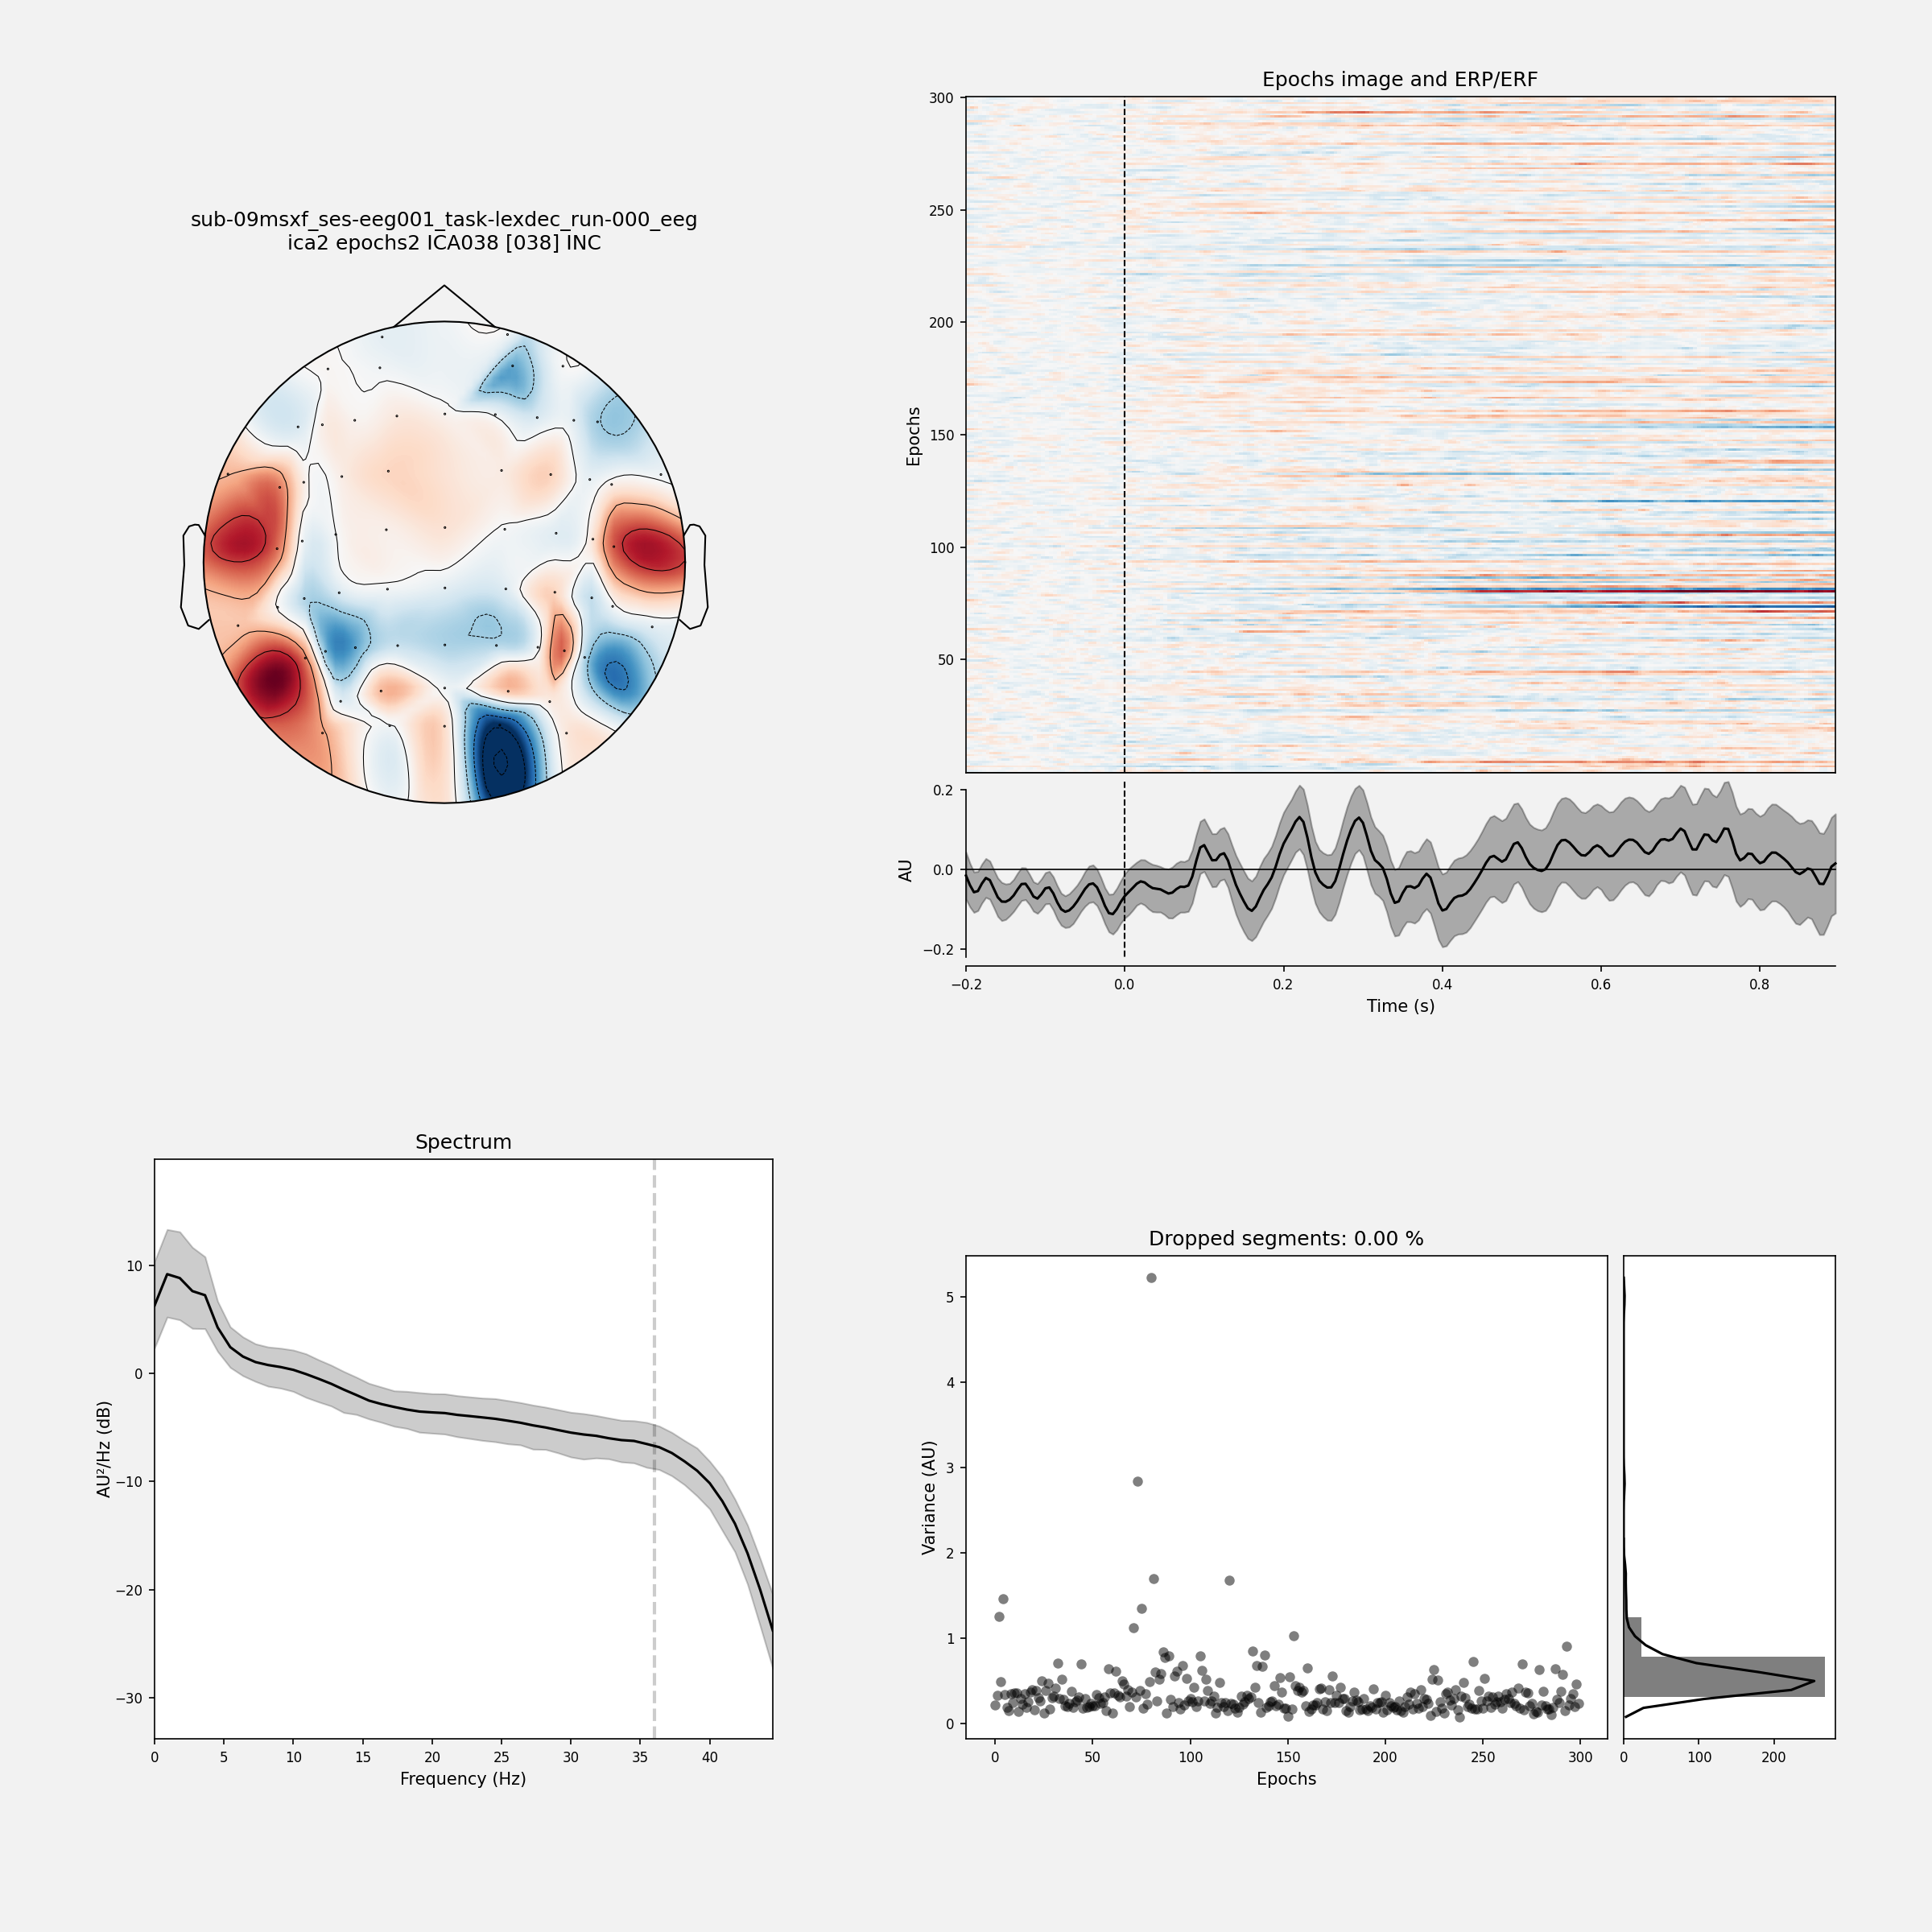 sub-09msxf_ses-eeg001_task-lexdec_run-000_eeg
ica2 epochs2 ICA038 [038] INC
Epochs image and ERP/ERF
300
250
200
150
100
50
Epochs
0.2
0.0
−0.2
AU
−0.2 0.0 0.2 0.4 0.6 0.8
Time (s)
Spectrum
10
0
−10
−20
−30
AU²/Hz (dB)
0 5 10 15 20 25 30 35 40
Frequency (Hz)
Dropped segments: 0.00 %
5
4
3
2
1
0
Variance (AU)
0 50 100 150 200 250 300
Epochs
0 100 200